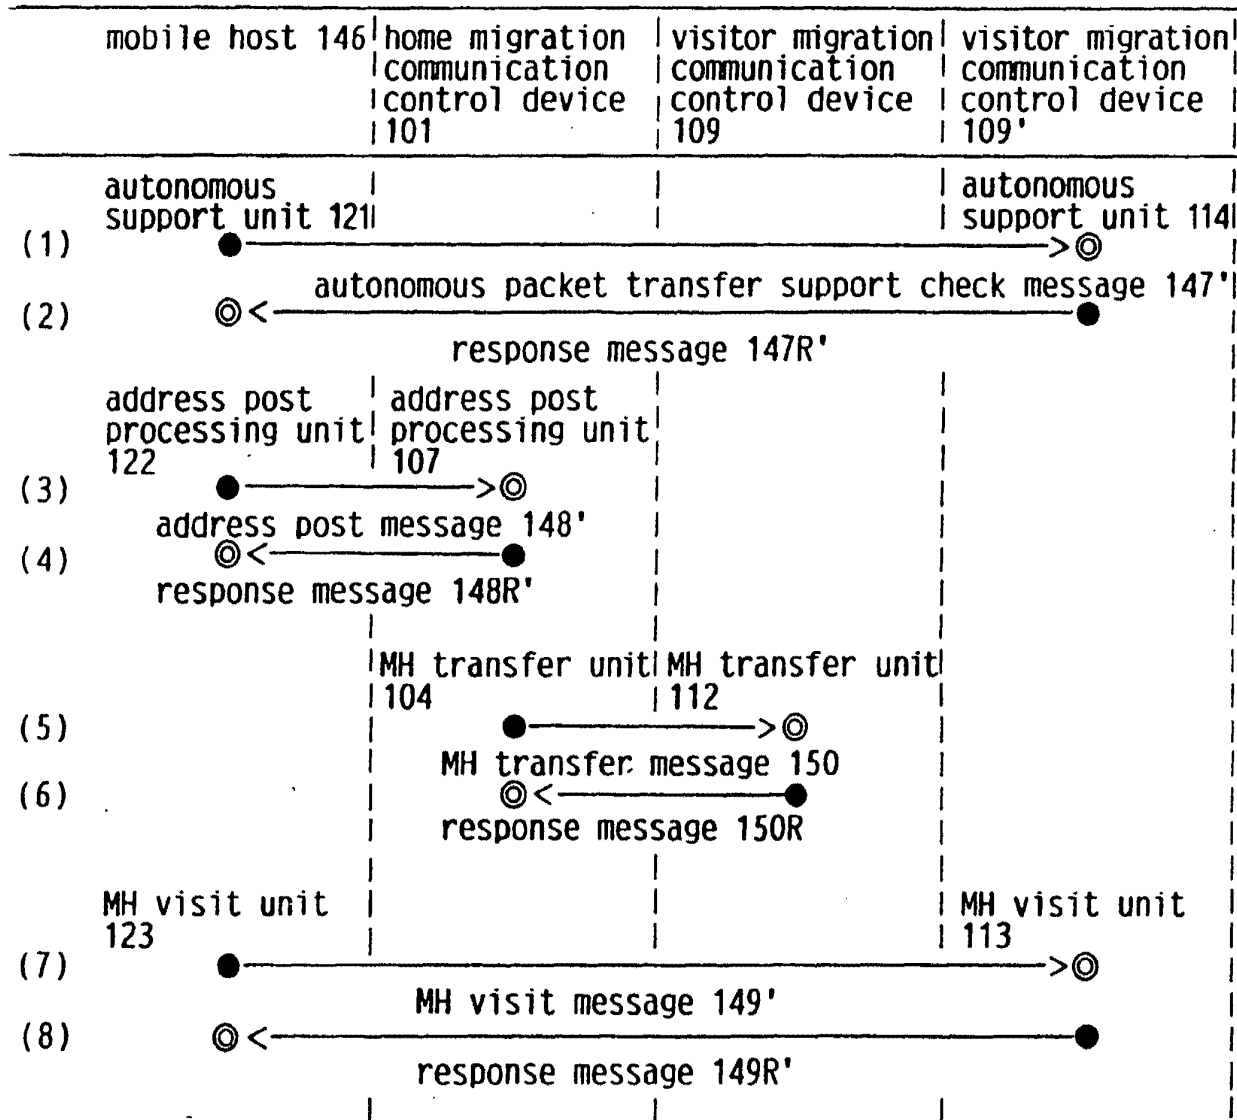 mobile host 146
home migration
communication
control device
101
visitor migration
communication
control device
109
visitor migration
communication
control device
109'
autonomous
support unit 121
autonomous
support unit 114
(1)
autonomous packet transfer support check message 147'
(2)
response message 147R'
address post
processing unit
122
address post
processing unit
107
(3)
address post message 148'
(4)
response message 148R'
MH transfer unit
104
MH transfer unit
112
(5)
MH transfer message 150
(6)
response message 150R
MH visit unit
123
MH visit unit
113
(7)
MH visit message 149'
(8)
response message 149R'